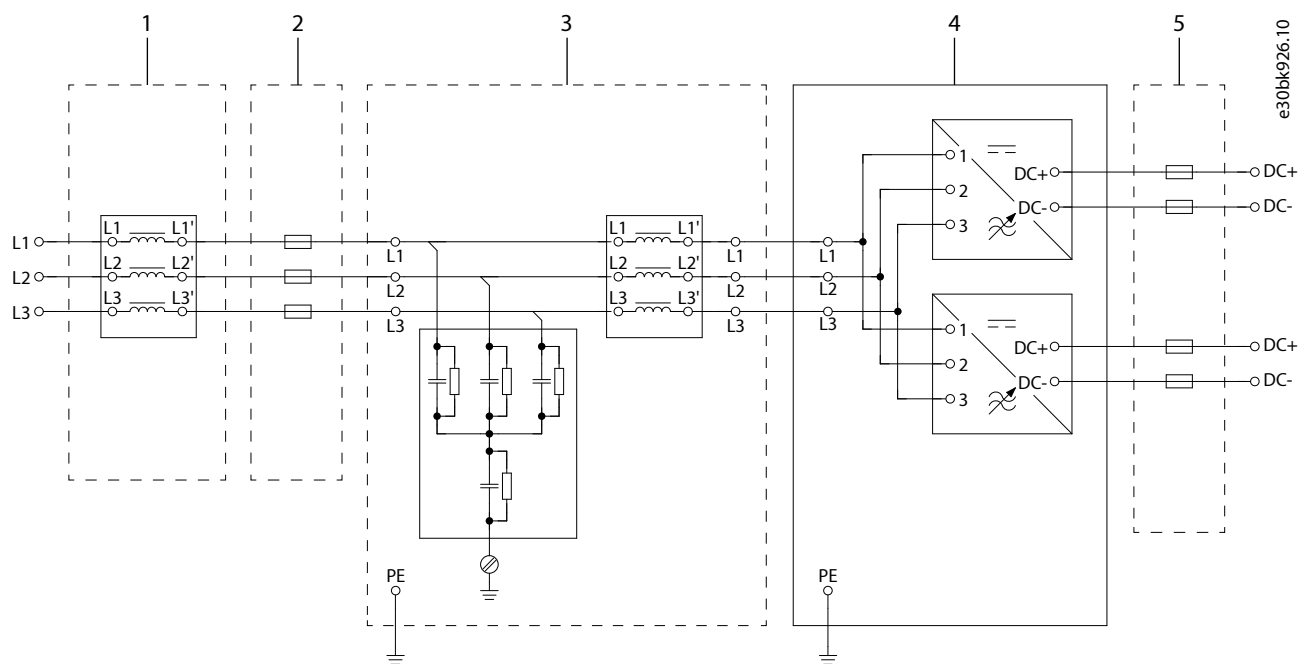 1 2 3 4 5
e30bk926.10
L1 L1 L1' L1 L1 L1' L1 L1
L2 L2 L2' L2 L2 L2' L2 L2
L3 L3 L3' L3 L3 L3' L3 L3
PE
PE
1 DC+ DC+
2 DC- DC-
3
1 DC+ DC+
2 DC- DC-
3